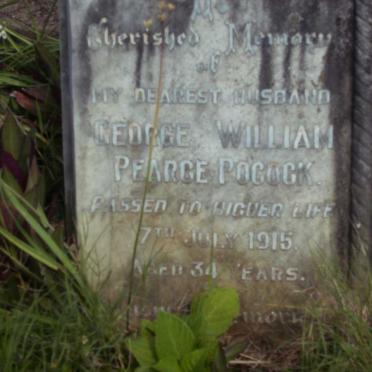 Cherished Memory
of
MY DEAREST HUSBAND
GEORGE WILLIAM
PEARCE POCOCK.
PASSED TO HIGHER LIFE
7TH JULY 1915.
AGED 34 YEARS.